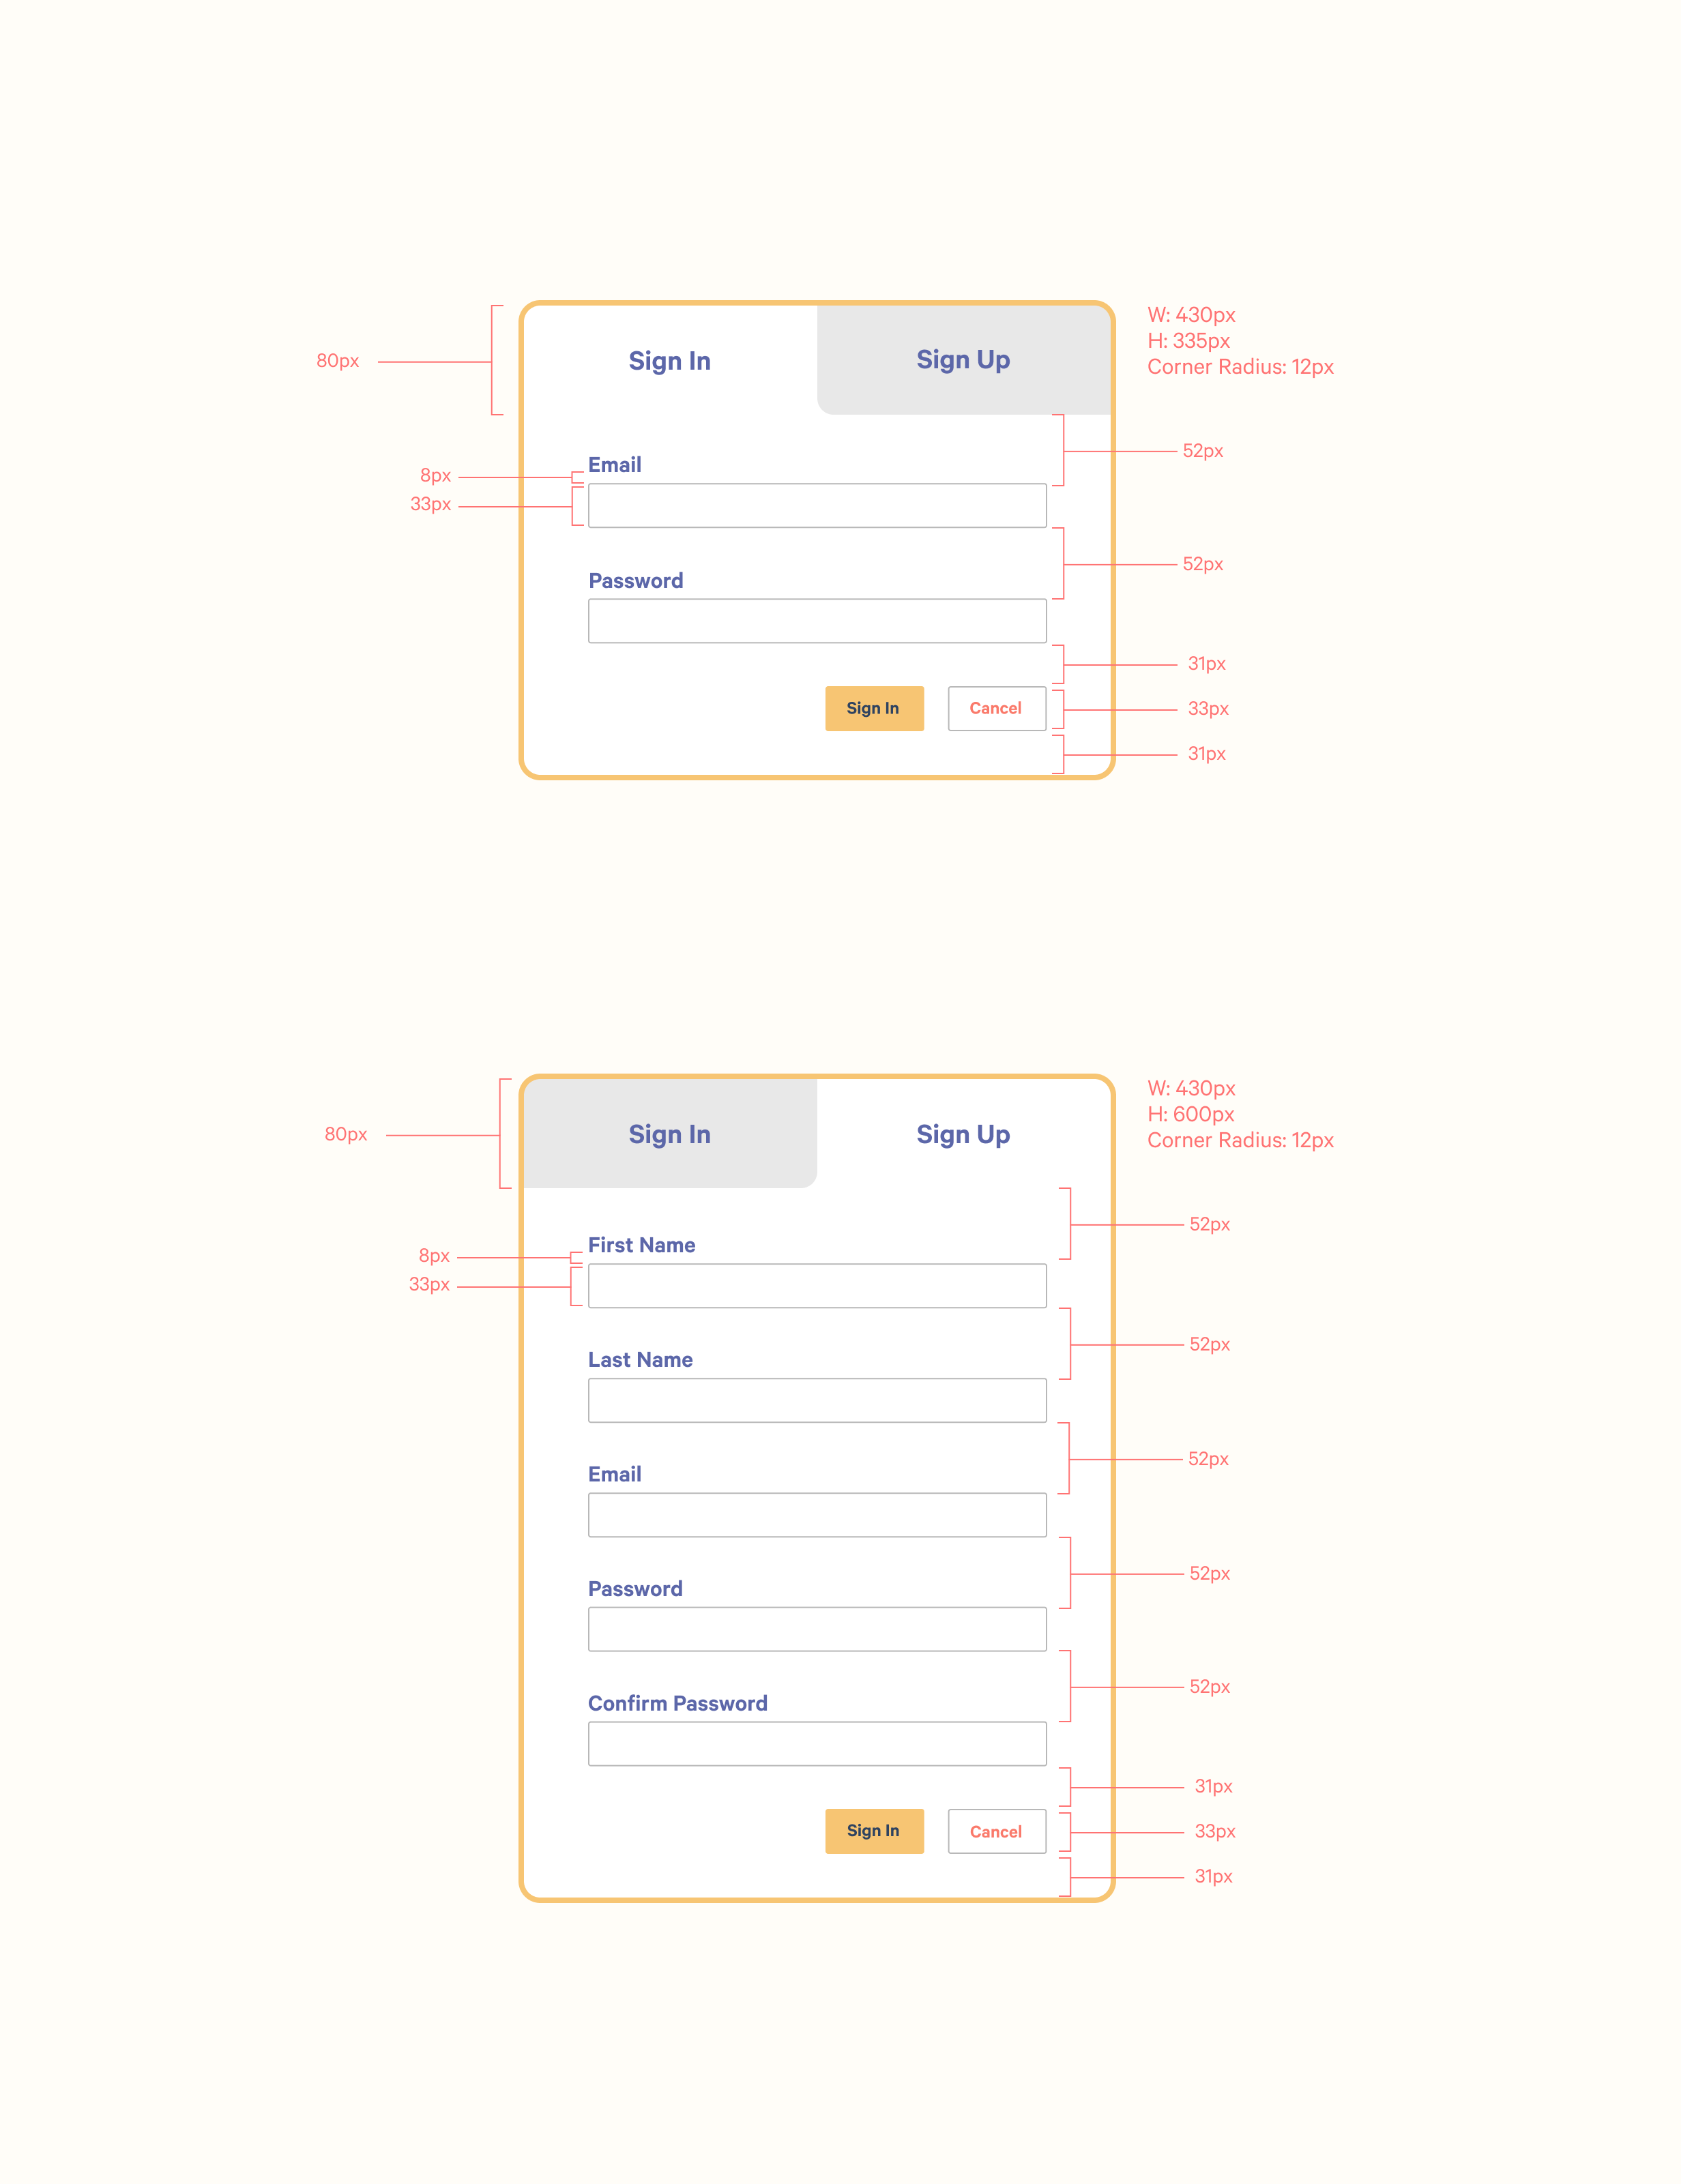 W: 430px
H: 335px
Corner Radius: 12px
80px
Sign In
Sign Up
52px
Email
8px
33px
52px
Password
31px
Sign In
Cancel
33px
31px
W: 430px
H: 600px
Corner Radius: 12px
80px
Sign In
Sign Up
52px
First Name
8px
33px
52px
Last Name
52px
Email
52px
Password
52px
Confirm Password
31px
Sign In
Cancel
33px
31px